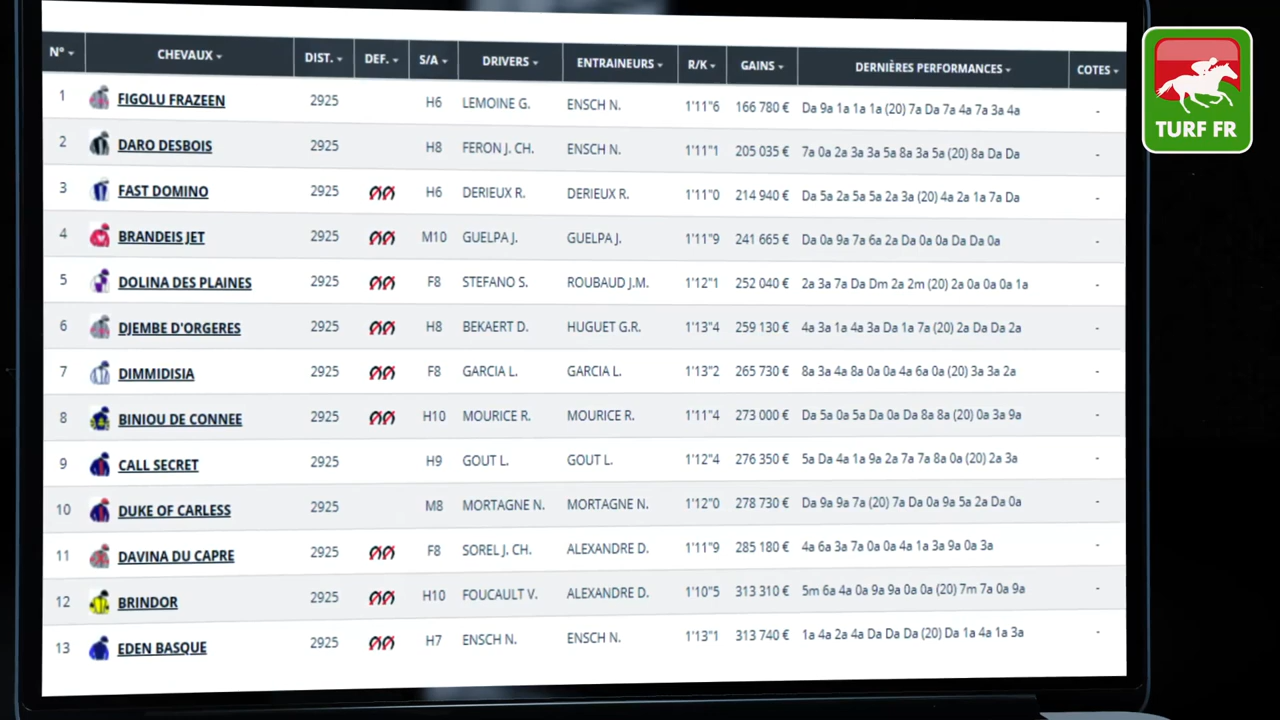 N° CHEVAUX DIST. DEF. S/A DRIVERS ENTRAINEURS R/K GAINS DERNIÈRES PERFORMANCES COTES
1 FIGOLU FRAZEEN 2925 H6 LEMOINE G. ENSCH N. 1'11"6 166 780 € Da 9a 1a 1a 1a (20) 7a Da 7a 4a 7a 3a 4a -
2 DARO DESBOIS 2925 H8 FERON J. CH. ENSCH N. 1'11"1 205 035 € 7a 0a 2a 3a 3a 5a 8a 3a 5a (20) 8a Da Da -
3 FAST DOMINO 2925 H6 DERIEUX R. DERIEUX R. 1'11"0 214 940 € Da 5a 2a 5a 5a 2a 3a (20) 4a 2a 1a 7a Da -
4 BRANDEIS JET 2925 M10 GUELPA J. GUELPA J. 1'11"9 241 665 € Da 0a 9a 7a 6a 2a Da 0a 0a Da Da 0a -
5 DOLINA DES PLAINES 2925 F8 STEFANO S. ROUBAUD J.M. 1'12"1 252 040 € 2a 3a 7a Da Dm 2a 2m (20) 2a 0a 0a 0a 1a -
6 DJEMBE D'ORGERES 2925 H8 BEKAERT D. HUGUET G.R. 1'13"4 259 130 € 4a 3a 1a 4a 3a Da 1a 7a (20) 2a Da Da 2a -
7 DIMMIDISIA 2925 F8 GARCIA L. GARCIA L. 1'13"2 265 730 € 8a 3a 4a 8a 0a 0a 4a 6a 0a (20) 3a 3a 2a -
8 BINIOU DE CONNEE 2925 H10 MOURICE R. MOURICE R. 1'11"4 273 000 € Da 5a 0a 5a Da 0a Da 8a 8a (20) 0a 3a 9a -
9 CALL SECRET 2925 H9 GOUT L. GOUT L. 1'12"4 276 350 € 5a Da 4a 1a 9a 2a 7a 7a 8a 0a (20) 2a 3a -
10 DUKE OF CARLESS 2925 M8 MORTAGNE N. MORTAGNE N. 1'12"0 278 730 € Da 9a 9a 7a (20) 7a Da 0a 9a 5a 2a Da 0a -
11 DAVINA DU CAPRE 2925 F8 SOREL J. CH. ALEXANDRE D. 1'11"9 285 180 € 4a 6a 3a 7a 0a 0a 4a 1a 3a 9a 0a 3a -
12 BRINDOR 2925 H10 FOUCAULT V. ALEXANDRE D. 1'10"5 313 310 € 5m 6a 4a 0a 9a 9a 0a 0a (20) 7m 7a 0a 9a -
13 EDEN BASQUE 2925 H7 ENSCH N. ENSCH N. 1'13"1 313 740 € 1a 4a 2a 4a Da Da Da (20) Da 1a 4a 1a 3a -
TURF FR